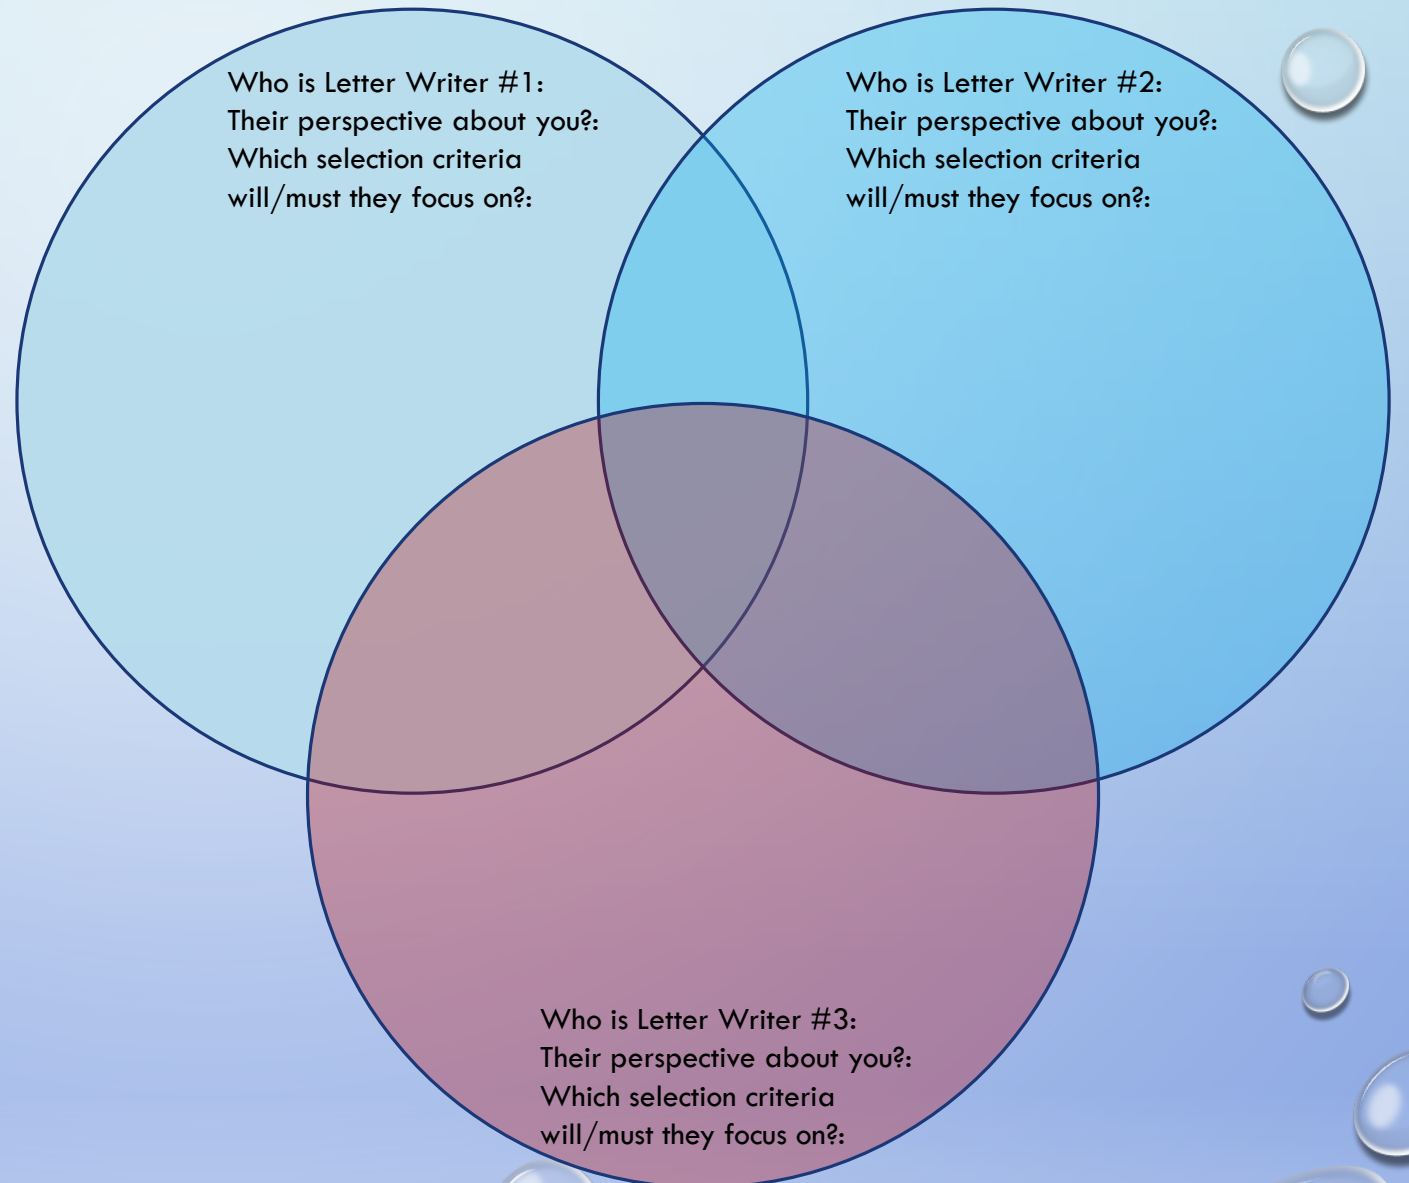 Who is Letter Writer #1:
Their perspective about you?:
Which selection criteria
will/must they focus on?:
Who is Letter Writer #2:
Their perspective about you?:
Which selection criteria
will/must they focus on?:
Who is Letter Writer #3:
Their perspective about you?:
Which selection criteria
will/must they focus on?: